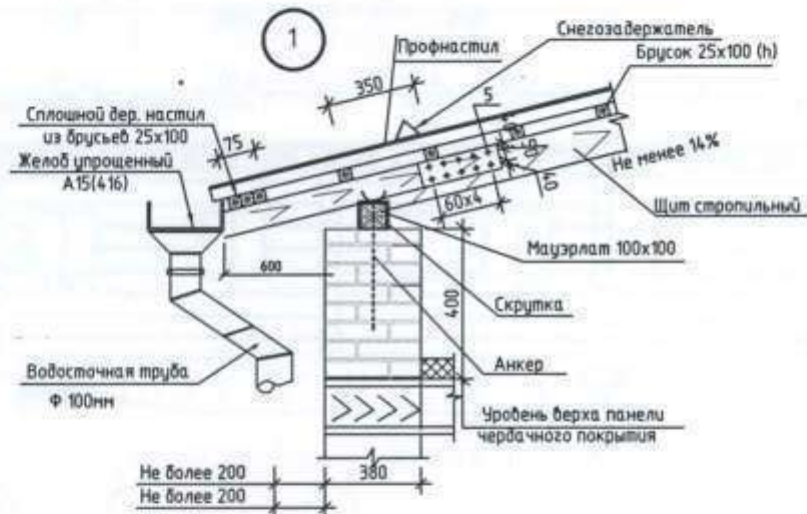 1
Снегозадержатель
Профнастил
Брусок 25х100 (h)
350
5
Сплошной дер. настил
из брусьев 25х100
75
Желоб упрощенный
А15(416)
50
40
Не менее 14%
60х4
Щит стропильный
Мауэрлат 100х100
600
Скрутка
400
Анкер
Водосточная труба
Ф 100мм
Уровень верха панели
чердачного покрытия
Не более 200
380
Не более 200